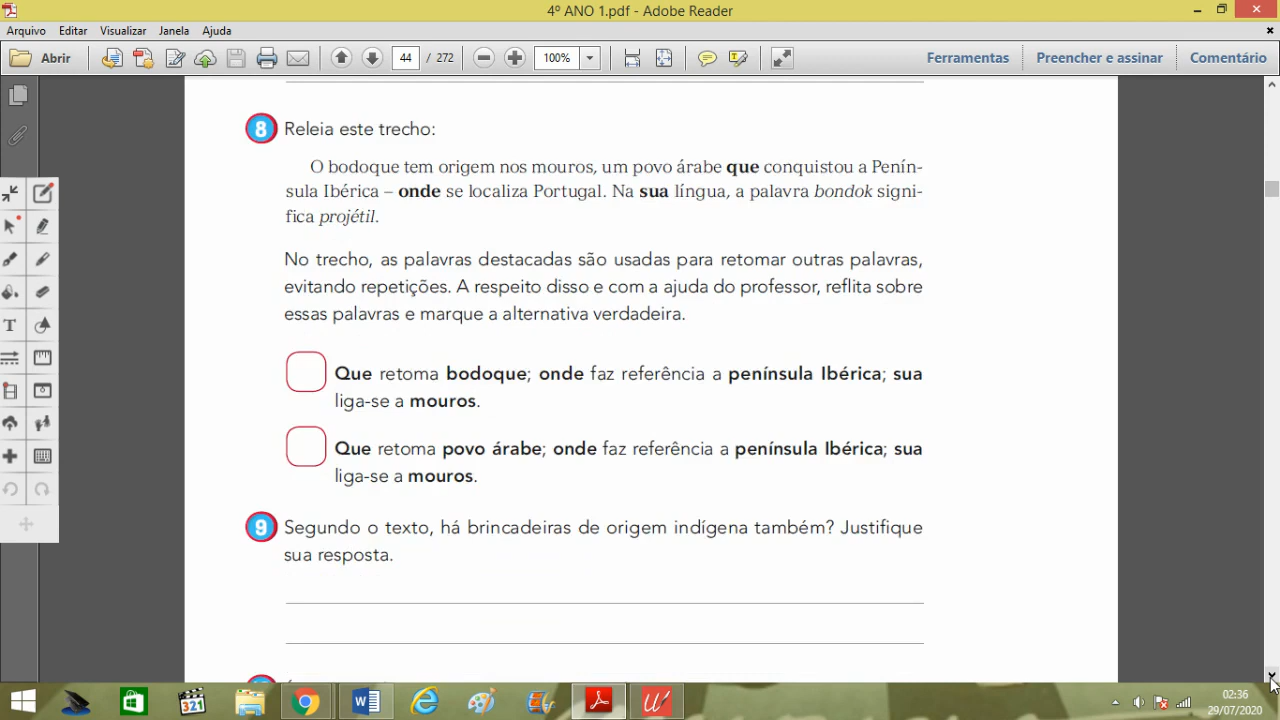 4º ANO 1.pdf - Adobe Reader
Arquivo Editar Visualizar Janela Ajuda
Abrir 44 / 272 100% Ferramentas Preencher e assinar Comentário
8 Releia este trecho:
O bodoque tem origem nos mouros, um povo árabe que conquistou a Penín-
sula Ibérica – onde se localiza Portugal. Na sua língua, a palavra bondok signi-
fica projétil.
No trecho, as palavras destacadas são usadas para retomar outras palavras,
evitando repetições. A respeito disso e com a ajuda do professor, reflita sobre
essas palavras e marque a alternativa verdadeira.
Que retoma bodoque; onde faz referência a península Ibérica; sua
liga-se a mouros.
Que retoma povo árabe; onde faz referência a península Ibérica; sua
liga-se a mouros.
9 Segundo o texto, há brincadeiras de origem indígena também? Justifique
sua resposta.
321
02:36
29/07/2020